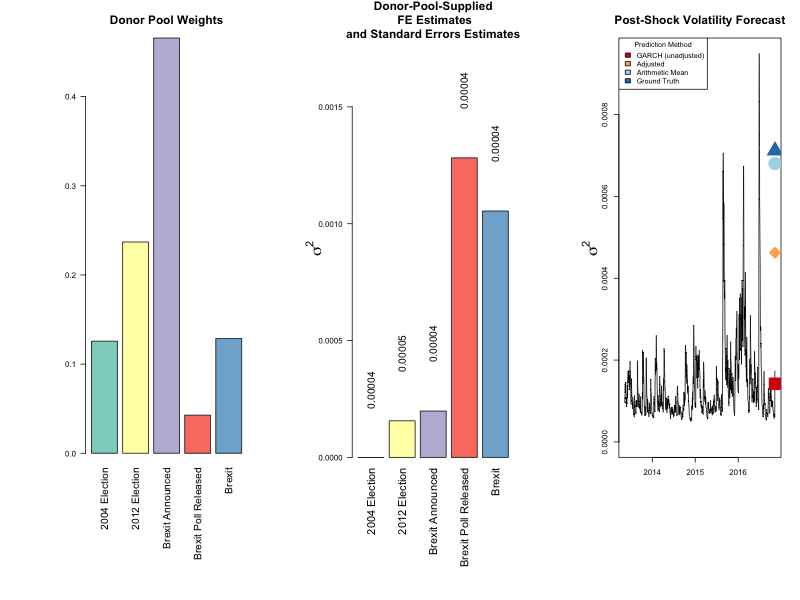 Donor Pool Weights
0.4
0.3
0.2
0.1
0.0
2004 Election
2012 Election
Brexit Announced
Brexit Poll Released
Brexit
Donor-Pool-Supplied
FE Estimates
and Standard Errors Estimates
σ2
0.0015
0.0010
0.0005
0.0000
0.00004
0.00005
0.00004
0.00004
0.00004
2004 Election
2012 Election
Brexit Announced
Brexit Poll Released
Brexit
Post-Shock Volatility Forecast
Prediction Method
GARCH (unadjusted)
Adjusted
Arithmetic Mean
Ground Truth
σ2
0.0008
0.0006
0.0004
0.0002
0.0000
2014
2015
2016